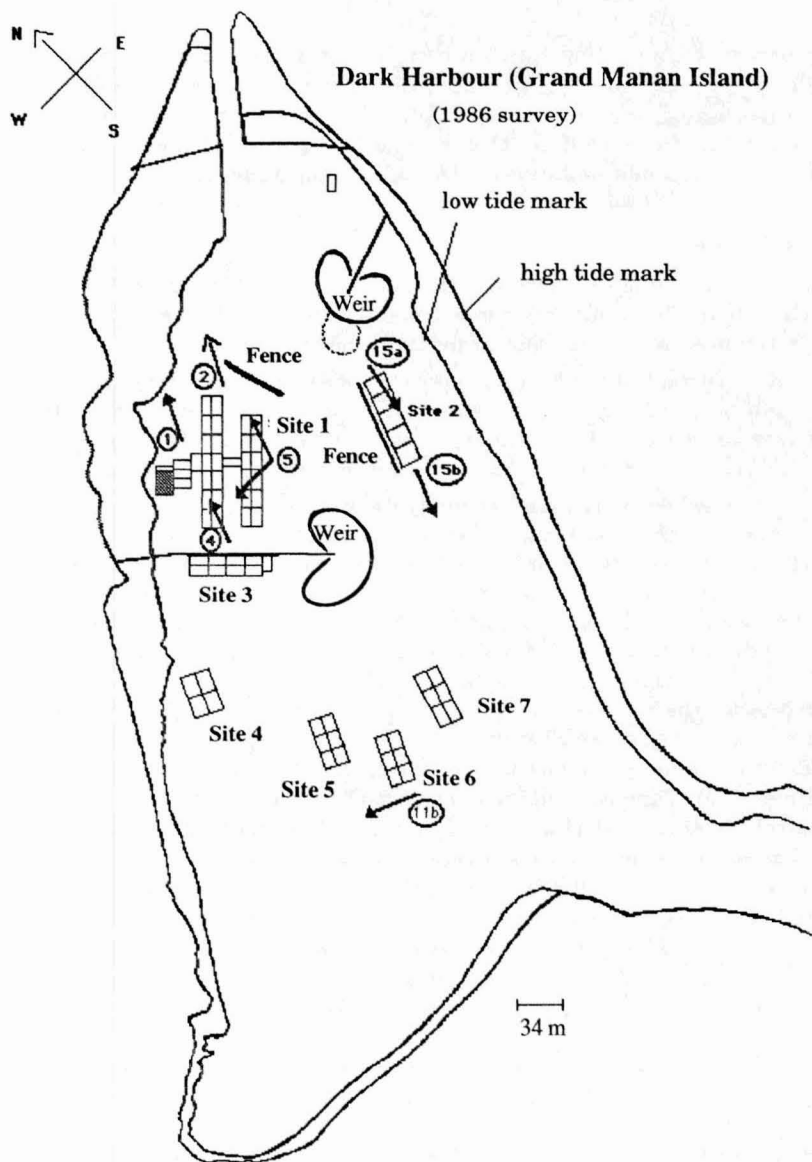 N
E
W
S
Dark Harbour (Grand Manan Island)
(1986 survey)
low tide mark
high tide mark
Weir
Fence
15a
2
Site 2
Site 1
1
Fence
5
15b
4
Weir
Site 3
Site 7
Site 4
Site 5
Site 6
11b
34 m